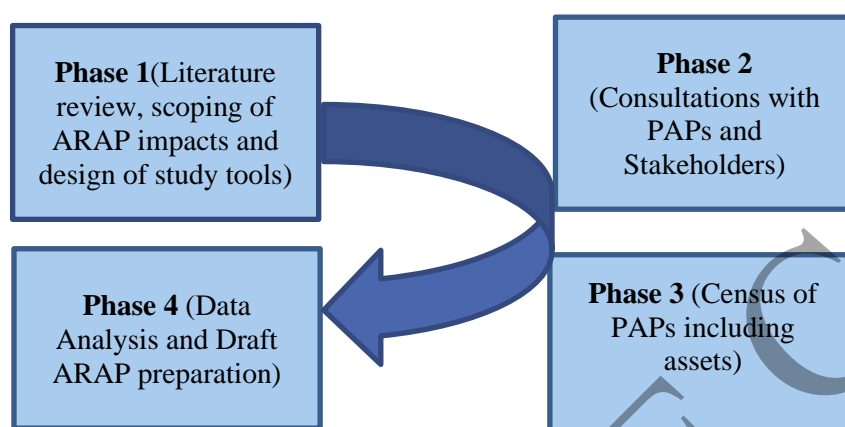 Phase 1(Literature
review, scoping of
ARAP impacts and
design of study tools)
Phase 2
(Consultations with
PAPs and
Stakeholders)
Phase 3 (Census of
PAPs including
assets)
Phase 4 (Data
Analysis and Draft
ARAP preparation)